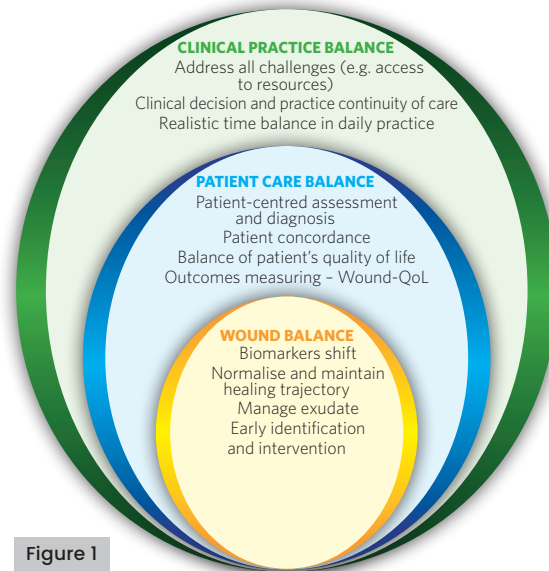 CLINICAL PRACTICE BALANCE
Address all challenges (e.g. access
to resources)
Clinical decision and practice continuity of care
Realistic time balance in daily practice
PATIENT CARE BALANCE
Patient-centred assessment
and diagnosis
Patient concordance
Balance of patient's quality of life
Outcomes measuring – Wound-QoL
WOUND BALANCE
Biomarkers shift
Normalise and maintain
healing trajectory
Manage exudate
Early identification
and intervention
Figure 1